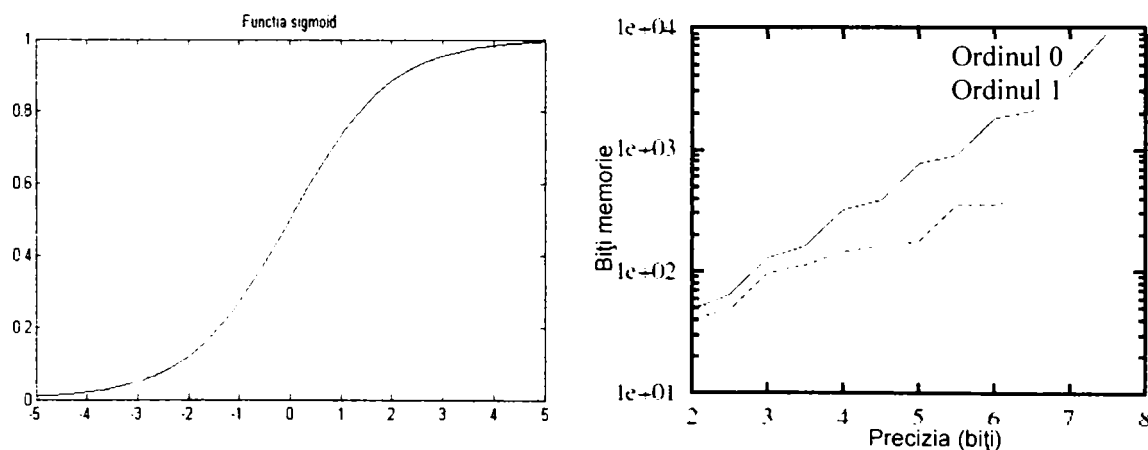 Functia sigmoid
1
0.8
0.6
0.4
0.2
0
-5 -4 -3 -2 -1 0 1 2 3 4 5
1e+04
1e+03
1e+02
1e+01
Biți memorie
Ordinul 0
Ordinul 1
2 3 4 5 6 7 8
Precizia (biți)